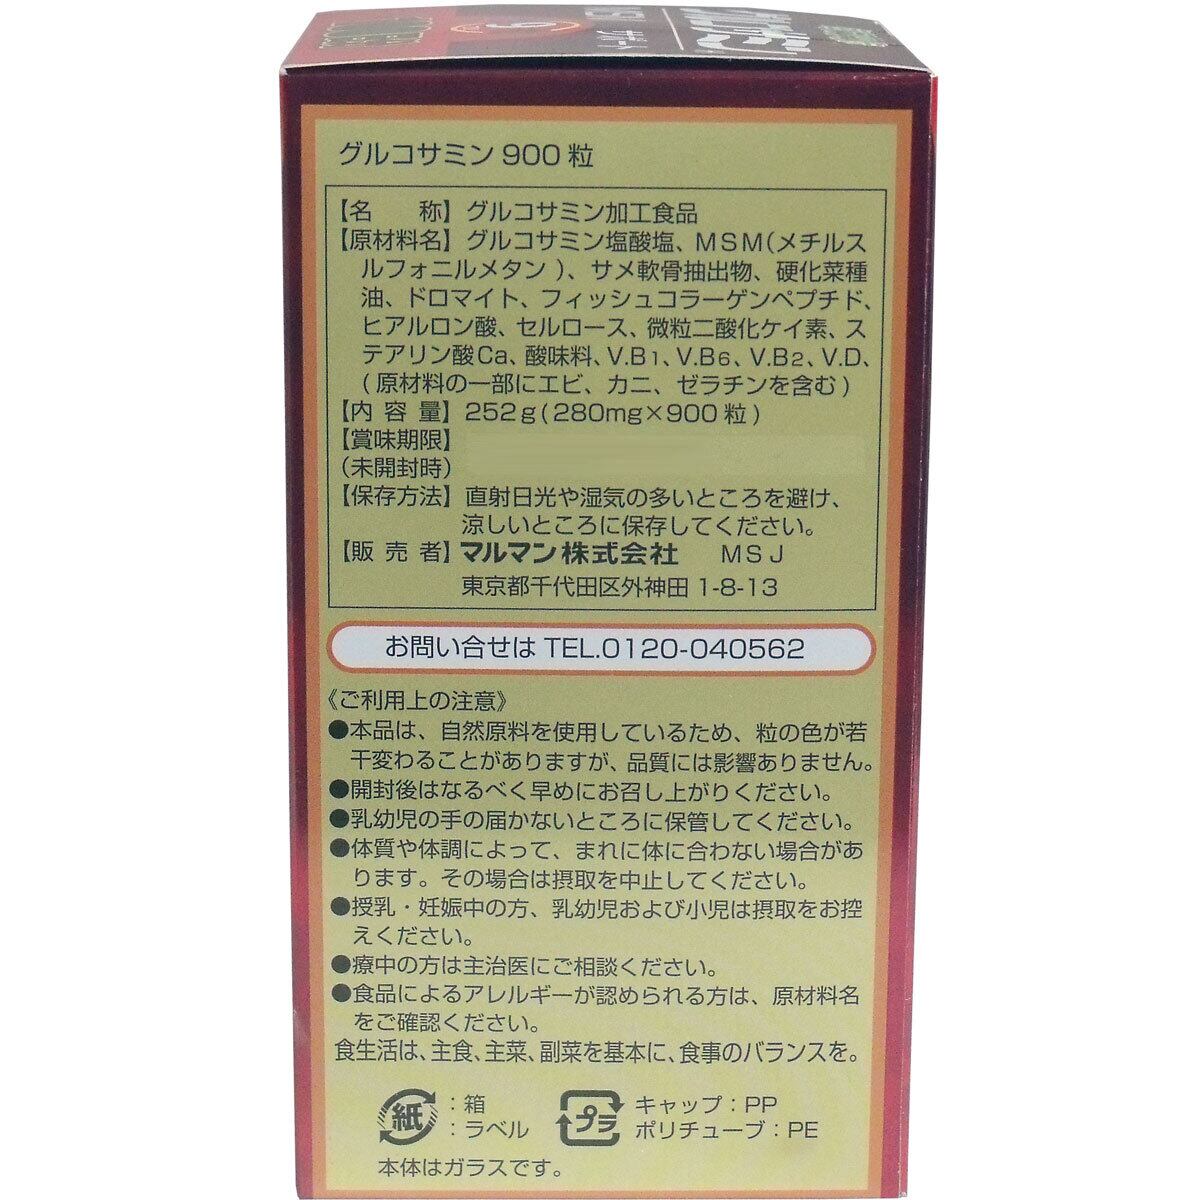 グルコサミン900粒
【名 称】グルコサミン加工食品
【原材料名】グルコサミン塩酸塩、MSM(メチルス
ルフォニルメタン)、サメ軟骨抽出物、硬化菜種
油、ドロマイト、フィッシュコラーゲンペプチド、
ヒアルロン酸、セルロース、微粒二酸化ケイ素、ス
テアリン酸Ca、酸味料、V.B1、V.B6、V.B2、V.D、
(原材料の一部にエビ、カニ、ゼラチンを含む)
【内容量】252g(280mg×900粒)
【賞味期限】
(未開封時)
【保存方法】直射日光や湿気の多いところを避け、
涼しいところに保存してください。
【販売者】マルマン株式会社 MSJ
東京都千代田区外神田1-8-13
お問い合せは TEL.0120-040562
《ご利用上の注意》
●本品は、自然原料を使用しているため、粒の色が若
干変わることがありますが、品質には影響ありません。
●開封後はなるべく早めにお召し上がりください。
●乳幼児の手の届かないところに保管してください。
●体質や体調によって、まれに体に合わない場合があ
ります。その場合は摂取を中止してください。
●授乳・妊娠中の方、乳幼児および小児は摂取をお控
えください。
●療中の方は主治医にご相談ください。
●食品によるアレルギーが認められる方は、原材料名
をご確認ください。
食生活は、主食、主菜、副菜を基本に、食事のバランスを。
紙 :箱
:ラベル
プラ キャップ:PP
ポリチューブ:PE
本体はガラスです。